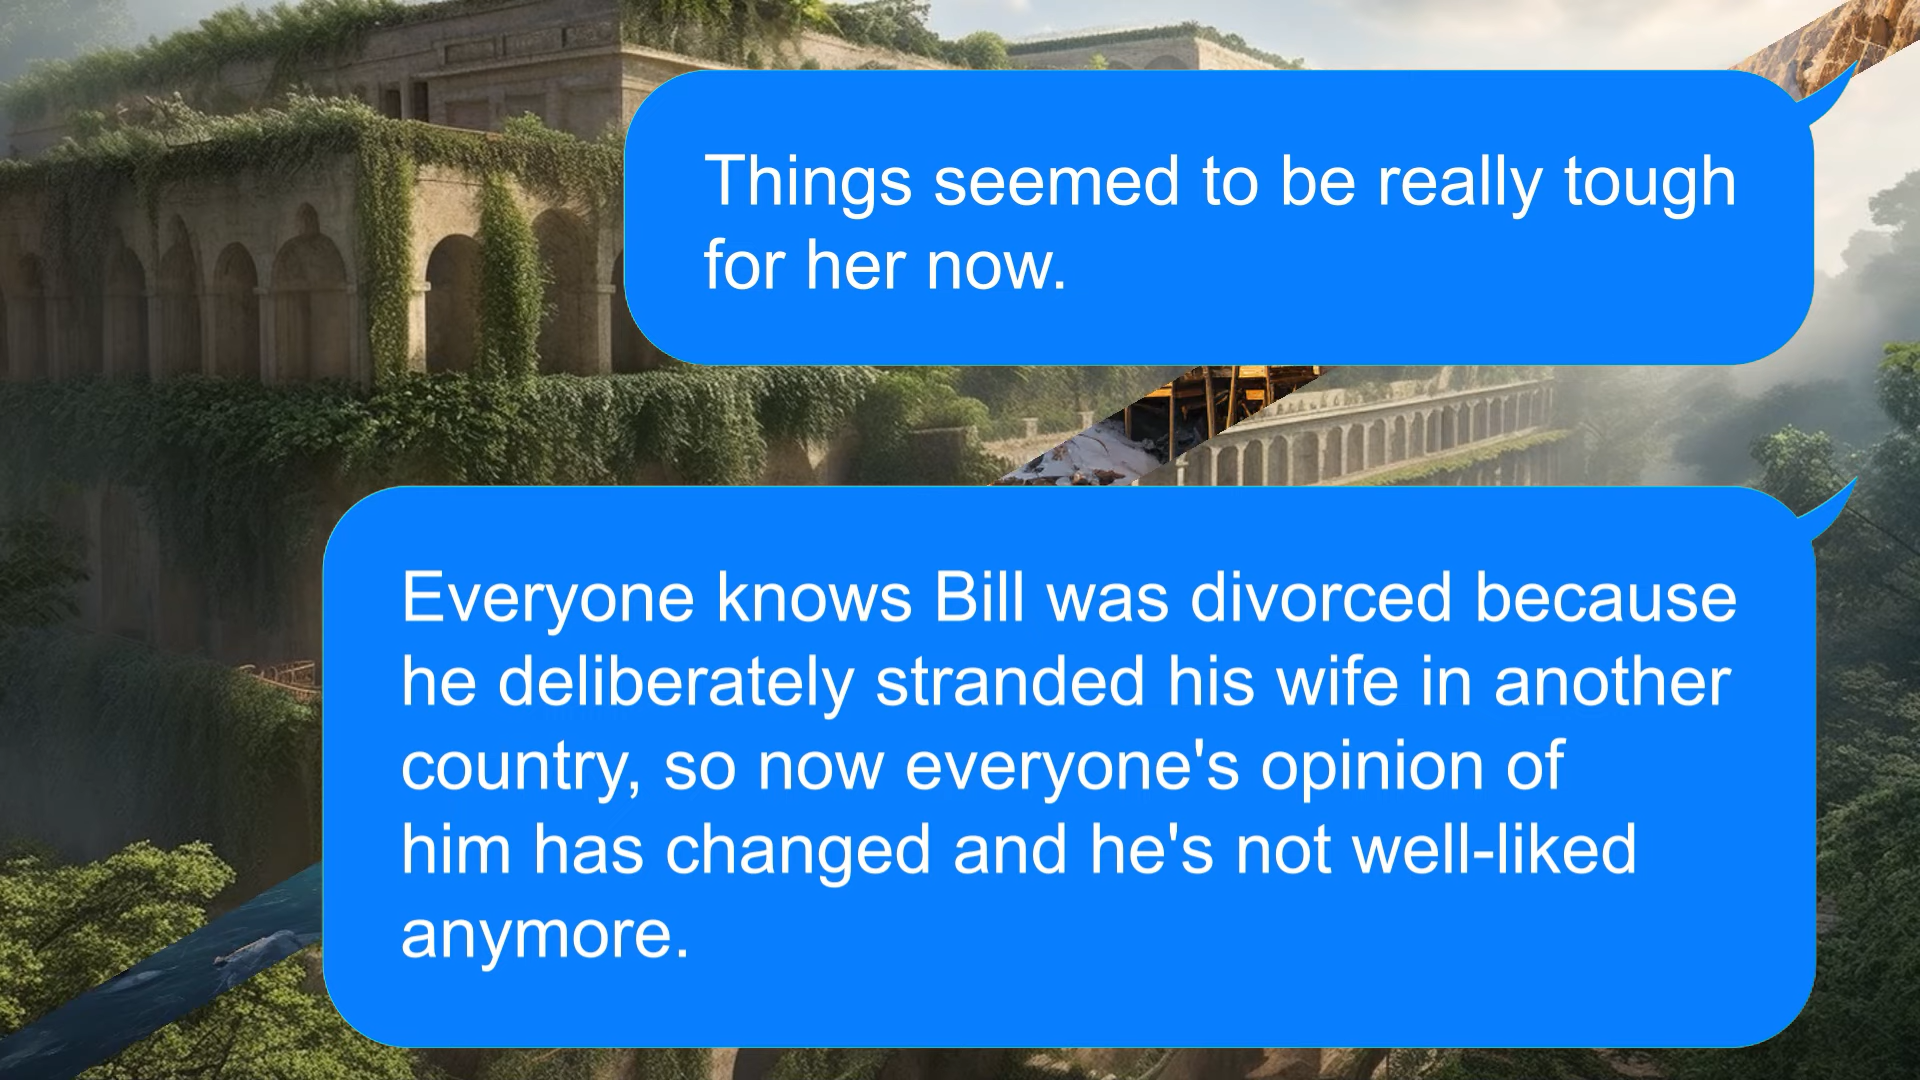 Things seemed to be really tough
for her now.
Everyone knows Bill was divorced because
he deliberately stranded his wife in another
country, so now everyone's opinion of
him has changed and he's not well-liked
anymore.